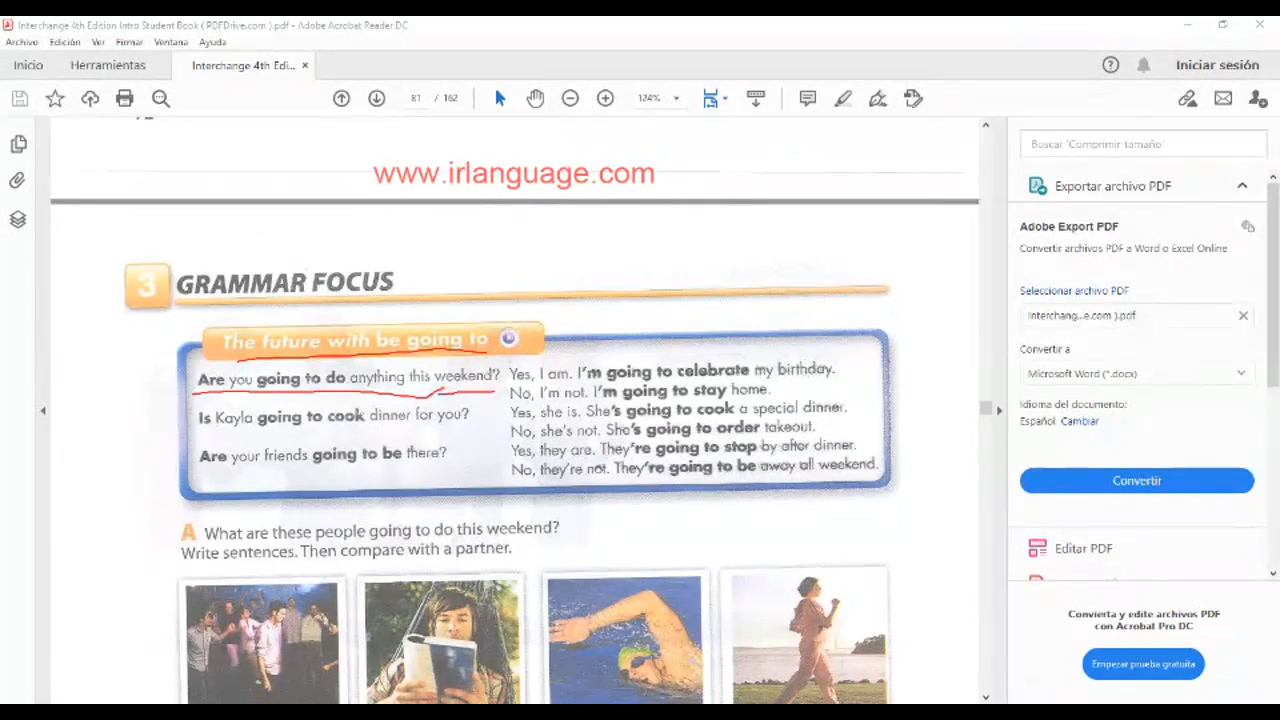 Interchange 4th Edition Intro Student Book ( PDFDrive.com ).pdf - Adobe Acrobat Reader DC
Archivo Edición Ver Firmar Ventana Ayuda
Inicio Herramientas Interchange 4th Edi... × Iniciar sesión
81 / 162 124%
www.irlanguage.com
3 GRAMMAR FOCUS
The future with be going to
Are you going to do anything this weekend? Yes, I am. I'm going to celebrate my birthday.
No, I'm not. I'm going to stay home.
Is Kayla going to cook dinner for you? Yes, she is. She's going to cook a special dinner.
No, she's not. She's going to order takeout.
Are your friends going to be there? Yes, they are. They're going to stop by after dinner.
No, they're not. They're going to be away all weekend.
A What are these people going to do this weekend?
Write sentences. Then compare with a partner.
Buscar 'Comprimir tamaño'
Exportar archivo PDF
Adobe Export PDF
Convertir archivos PDF a Word o Excel Online
Seleccionar archivo PDF
Interchang...e.com ).pdf
Convertir a
Microsoft Word (*.docx)
Idioma del documento:
Español Cambiar
Convertir
Editar PDF
Convierta y edite archivos PDF
con Acrobat Pro DC
Empezar prueba gratuita